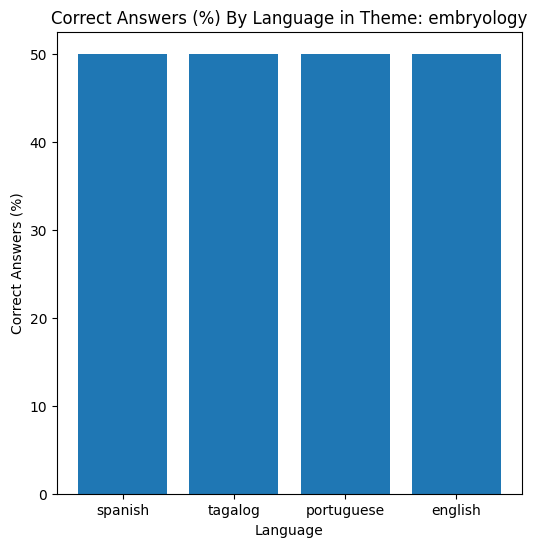 Correct Answers (%) By Language in Theme: embryology
Correct Answers (%)
50
40
30
20
10
0
spanish tagalog portuguese english
Language